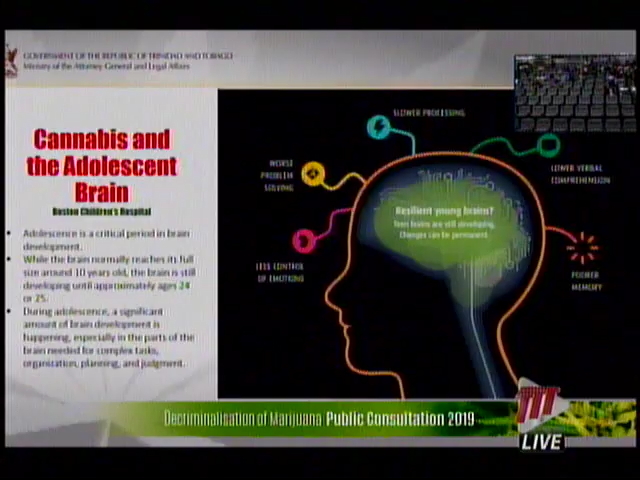 GOVERNMENT OF THE REPUBLIC OF TRINIDAD AND TOBAGO
Ministry of the Attorney General and Legal Affairs
Cannabis and
the Adolescent
Brain
Boston Children's Hospital
• Adolescence is a critical period in brain
development.
• While the brain normally reaches its full
size around 10 years old, the brain is still
developing until approximately ages 24
or 25.
• During adolescence, a significant
amount of brain development is
happening, especially in the parts of the
brain needed for complex tasks,
organization, planning, and judgment.
SLOWER PROCESSING
WORSE
PROBLEM
SOLVING
LOWER VERBAL
COMPREHENSION
Resilient young brains?
Teen brains are still developing.
Changes can be permanent.
LESS CONTROL
OF EMOTIONS
POORER
MEMORY
Decriminalisation of Marijuana Public Consultation 2019
LIVE